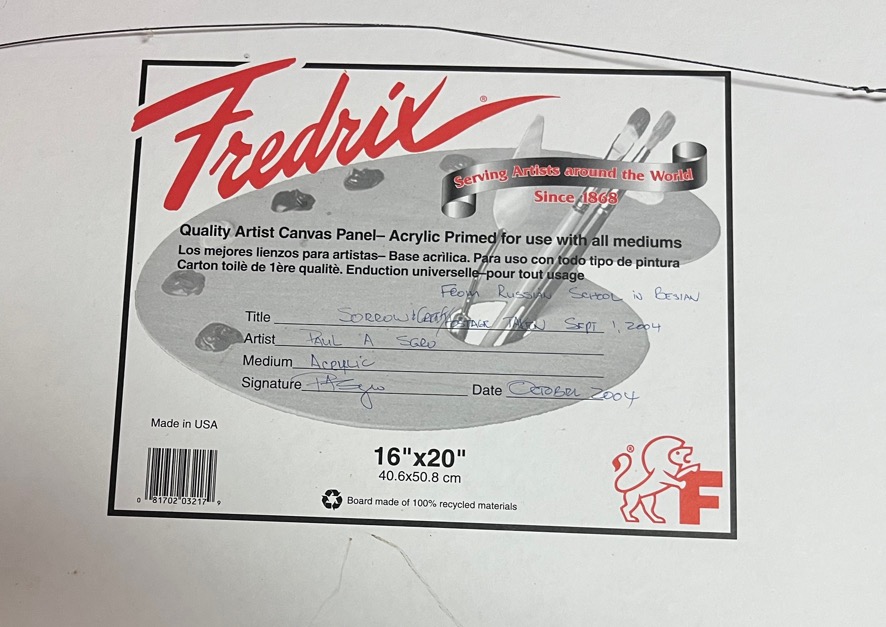 Fredrix®
Serving Artists around the World
Since 1868
Quality Artist Canvas Panel– Acrylic Primed for use with all mediums
Los mejores lienzos para artistas– Base acrìlica. Para uso con todo tipo de pintura
Carton toilè de 1ère qualitè. Enduction universelle–pour tout usage
FROM RUSSIAN SCHOOL IN BESLAN
Title SORROW & HOSTAGE TAKEN SEPT 1, 2004
Artist PAUL A SGRO
Medium ACRYLIC
Signature PASgro Date OCTOBER 2004
Made in USA
16"x20"
40.6x50.8 cm
Board made of 100% recycled materials
0 81702 03217 9
® F